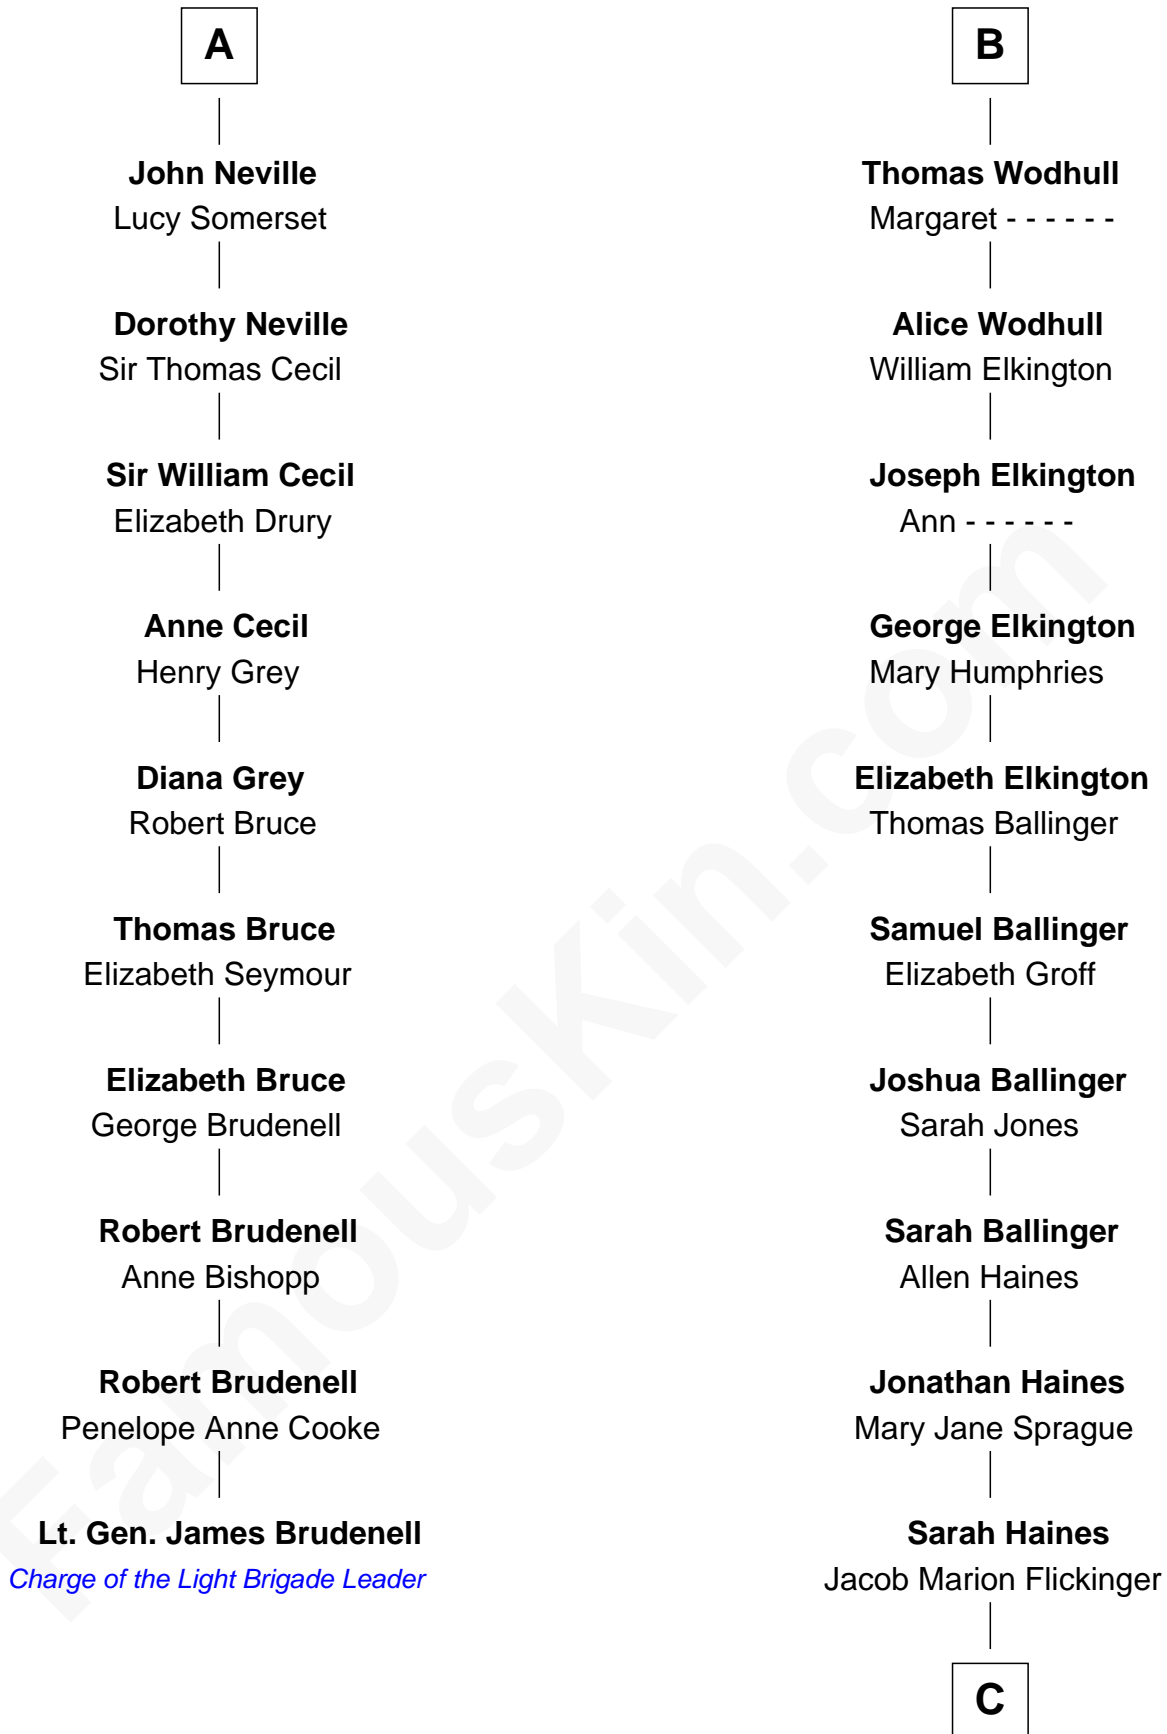 A
John Neville
Lucy Somerset
Dorothy Neville
Sir Thomas Cecil
Sir William Cecil
Elizabeth Drury
Anne Cecil
Henry Grey
Diana Grey
Robert Bruce
Thomas Bruce
Elizabeth Seymour
Elizabeth Bruce
George Brudenell
Robert Brudenell
Anne Bishopp
Robert Brudenell
Penelope Anne Cooke
Lt. Gen. James Brudenell
Charge of the Light Brigade Leader
B
Thomas Wodhull
Margaret - - - - - -
Alice Wodhull
William Elkington
Joseph Elkington
Ann - - - - - -
George Elkington
Mary Humphries
Elizabeth Elkington
Thomas Ballinger
Samuel Ballinger
Elizabeth Groff
Joshua Ballinger
Sarah Jones
Sarah Ballinger
Allen Haines
Jonathan Haines
Mary Jane Sprague
Sarah Haines
Jacob Marion Flickinger
C
FamousKin.com